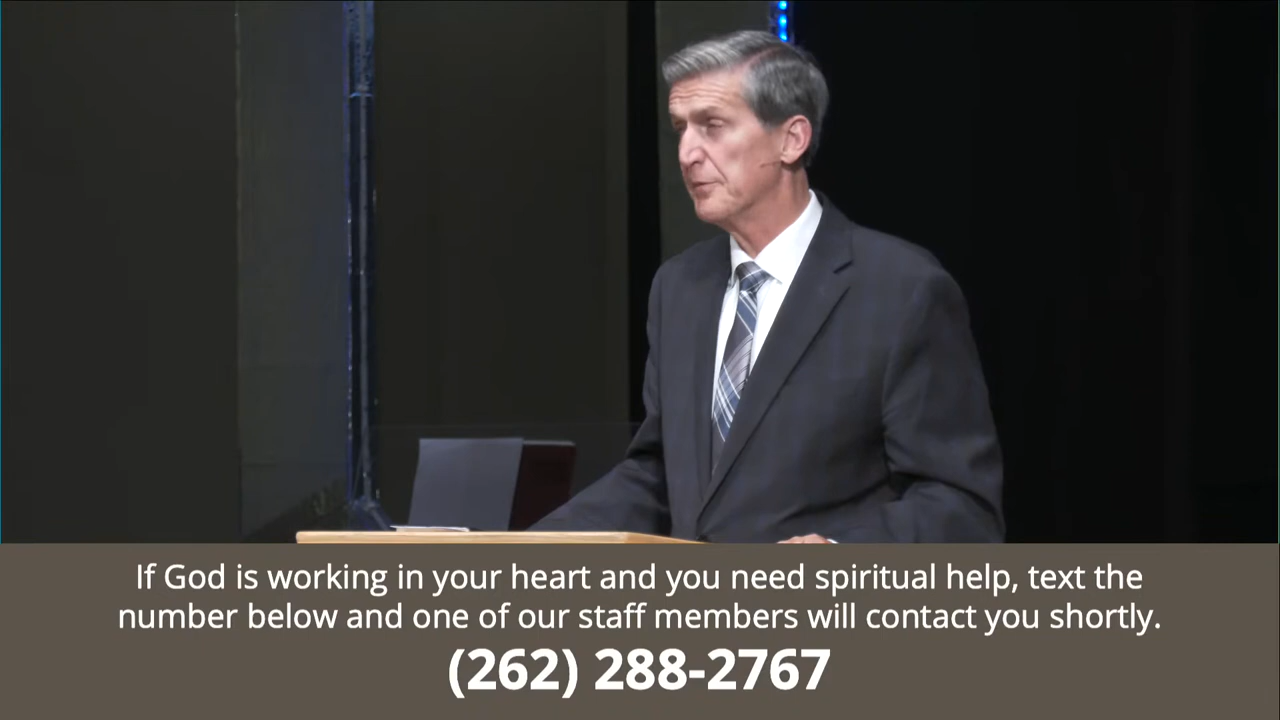 If God is working in your heart and you need spiritual help, text the
number below and one of our staff members will contact you shortly.
(262) 288-2767